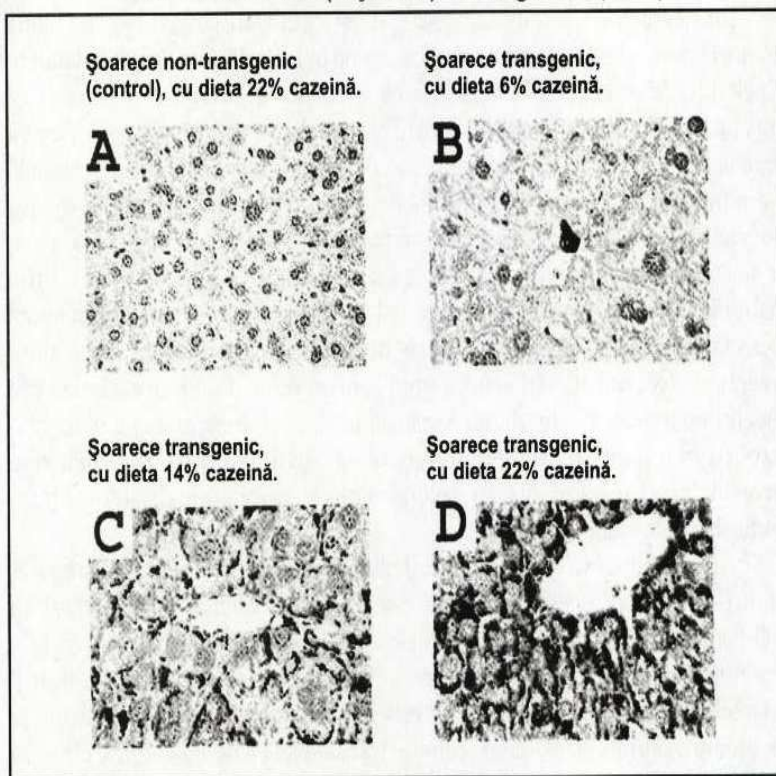 Şoarece non-transgenic
(control), cu dieta 22% cazeină.
A
Şoarece transgenic,
cu dieta 6% cazeină.
B
Şoarece transgenic,
cu dieta 14% cazeină.
C
Şoarece transgenic,
cu dieta 22% cazeină.
D